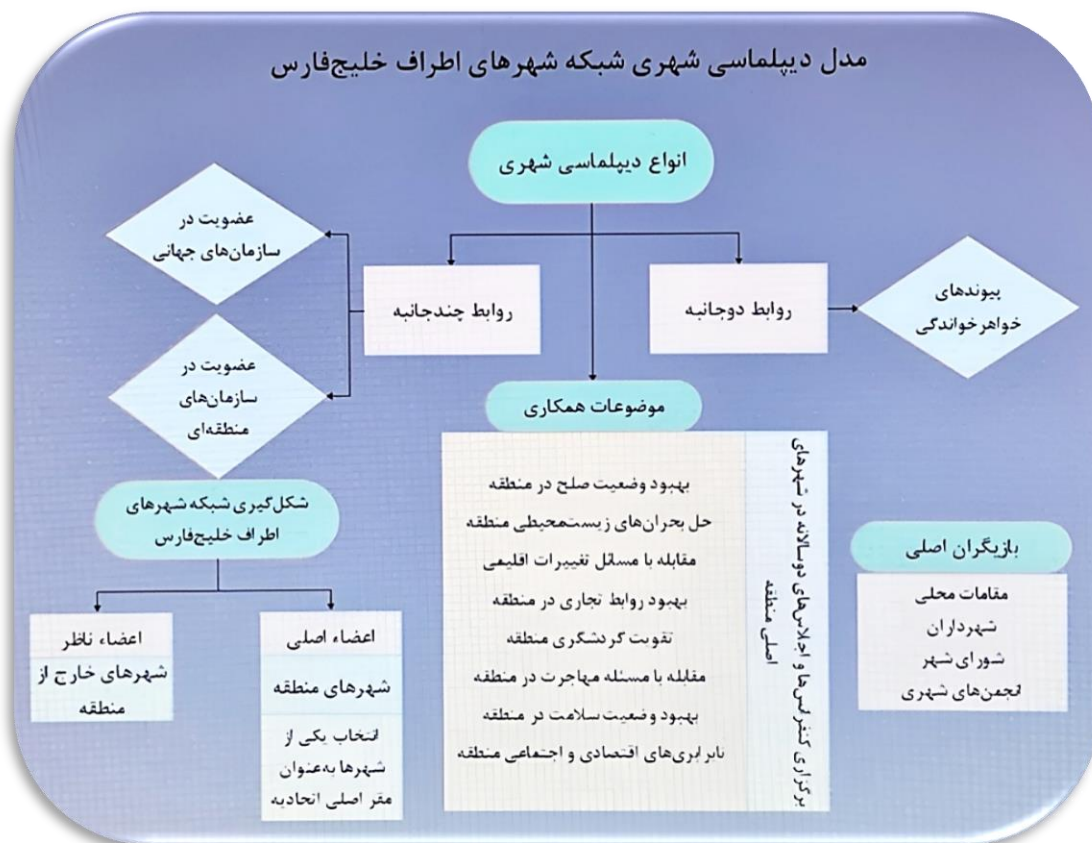 مدل دیپلماسی شهری شبکه شهرهای اطراف خلیج‌فارس
انواع دیپلماسی شهری
روابط دوجانبه
پیوندهای
خواهرخواندگی
روابط چندجانبه
عضویت در
سازمان‌های جهانی
عضویت در
سازمان‌های
منطقه‌ای
موضوعات همکاری
بهبود وضعیت صلح در منطقه
حل بحران‌های زیست‌محیطی منطقه
مقابله با مسائل تغییرات اقلیمی
بهبود روابط تجاری در منطقه
تقویت گردشگری منطقه
مقابله با مسئله مهاجرت در منطقه
بهبود وضعیت سلامت در منطقه
نابرابری‌های اقتصادی و اجتماعی منطقه
برگزاری کنفرانس‌ها و اجلاس‌های دوسالانه در شهرهای
اصلی منطقه
بازیگران اصلی
مقامات محلی
شهرداران
شورای شهر
انجمن‌های شهری
شکل‌گیری شبکه شهرهای
اطراف خلیج‌فارس
اعضاء اصلی
شهرهای منطقه
انتخاب یکی از
شهرها به‌عنوان
مقر اصلی اتحادیه
اعضاء ناظر
شهرهای خارج از
منطقه